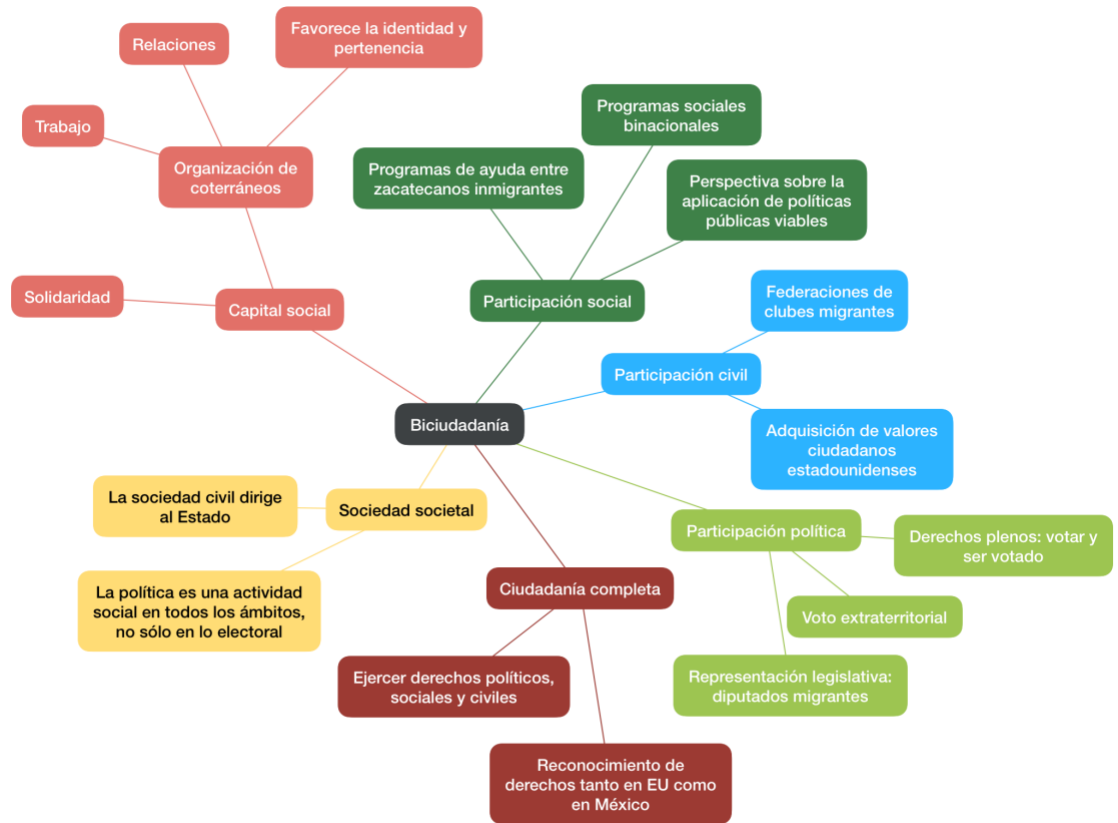 Favorece la identidad y
pertenencia
Relaciones
Trabajo
Organización de
coterráneos
Solidaridad
Capital social
Programas sociales
binacionales
Programas de ayuda entre
zacatecanos inmigrantes
Perspectiva sobre la
aplicación de políticas
públicas viables
Participación social
Federaciones de
clubes migrantes
Participación civil
Adquisición de valores
ciudadanos
estadounidenses
Biciudadanía
La sociedad civil dirige
al Estado
Sociedad societal
La política es una actividad
social en todos los ámbitos,
no sólo en lo electoral
Participación política
Derechos plenos: votar y
ser votado
Voto extraterritorial
Representación legislativa:
diputados migrantes
Ciudadanía completa
Ejercer derechos políticos,
sociales y civiles
Reconocimiento de
derechos tanto en EU como
en México